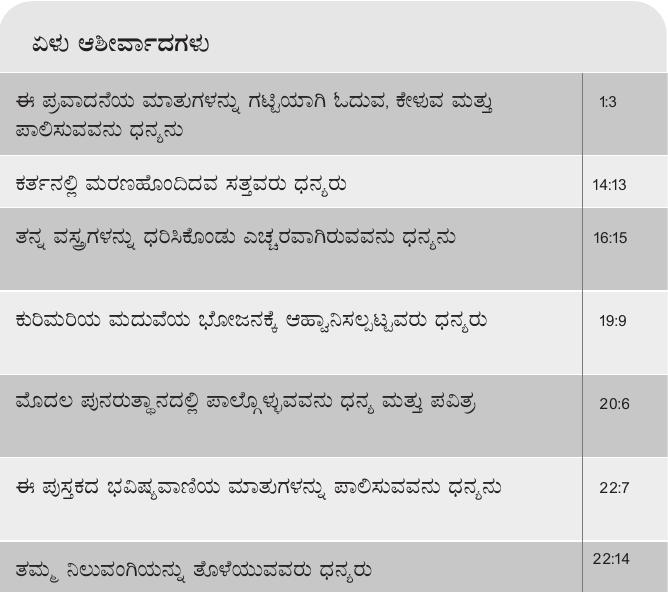 ಏಳು ಆಶೀರ್ವಾದಗಳು
ಈ ಪ್ರವಾದನೆಯ ಮಾತುಗಳನ್ನು ಗಟ್ಟಿಯಾಗಿ ಓದುವ, ಕೇಳುವ ಮತ್ತು 1:3
ಪಾಲಿಸುವವನು ಧನ್ಯನು
ಕರ್ತನಲ್ಲಿ ಮರಣಹೊಂದಿದವ ಸತ್ತವರು ಧನ್ಯರು 14:13
ತನ್ನ ವಸ್ತ್ರಗಳನ್ನು ಧರಿಸಿಕೊಂಡು ಎಚ್ಚರವಾಗಿರುವವನು ಧನ್ಯನು 16:15
ಕುರಿಮರಿಯ ಮದುವೆಯ ಭೋಜನಕ್ಕೆ ಆಹ್ವಾನಿಸಲ್ಪಟ್ಟವರು ಧನ್ಯರು 19:9
ಮೊದಲ ಪುನರುತ್ಥಾನದಲ್ಲಿ ಪಾಲ್ಗೊಳ್ಳುವವನು ಧನ್ಯ ಮತ್ತು ಪವಿತ್ರ 20:6
ಈ ಪುಸ್ತಕದ ಭವಿಷ್ಯವಾಣಿಯ ಮಾತುಗಳನ್ನು ಪಾಲಿಸುವವನು ಧನ್ಯನು 22:7
ತಮ್ಮ ನಿಲುವಂಗಿಯನ್ನು ತೊಳೆಯುವವರು ಧನ್ಯರು 22:14